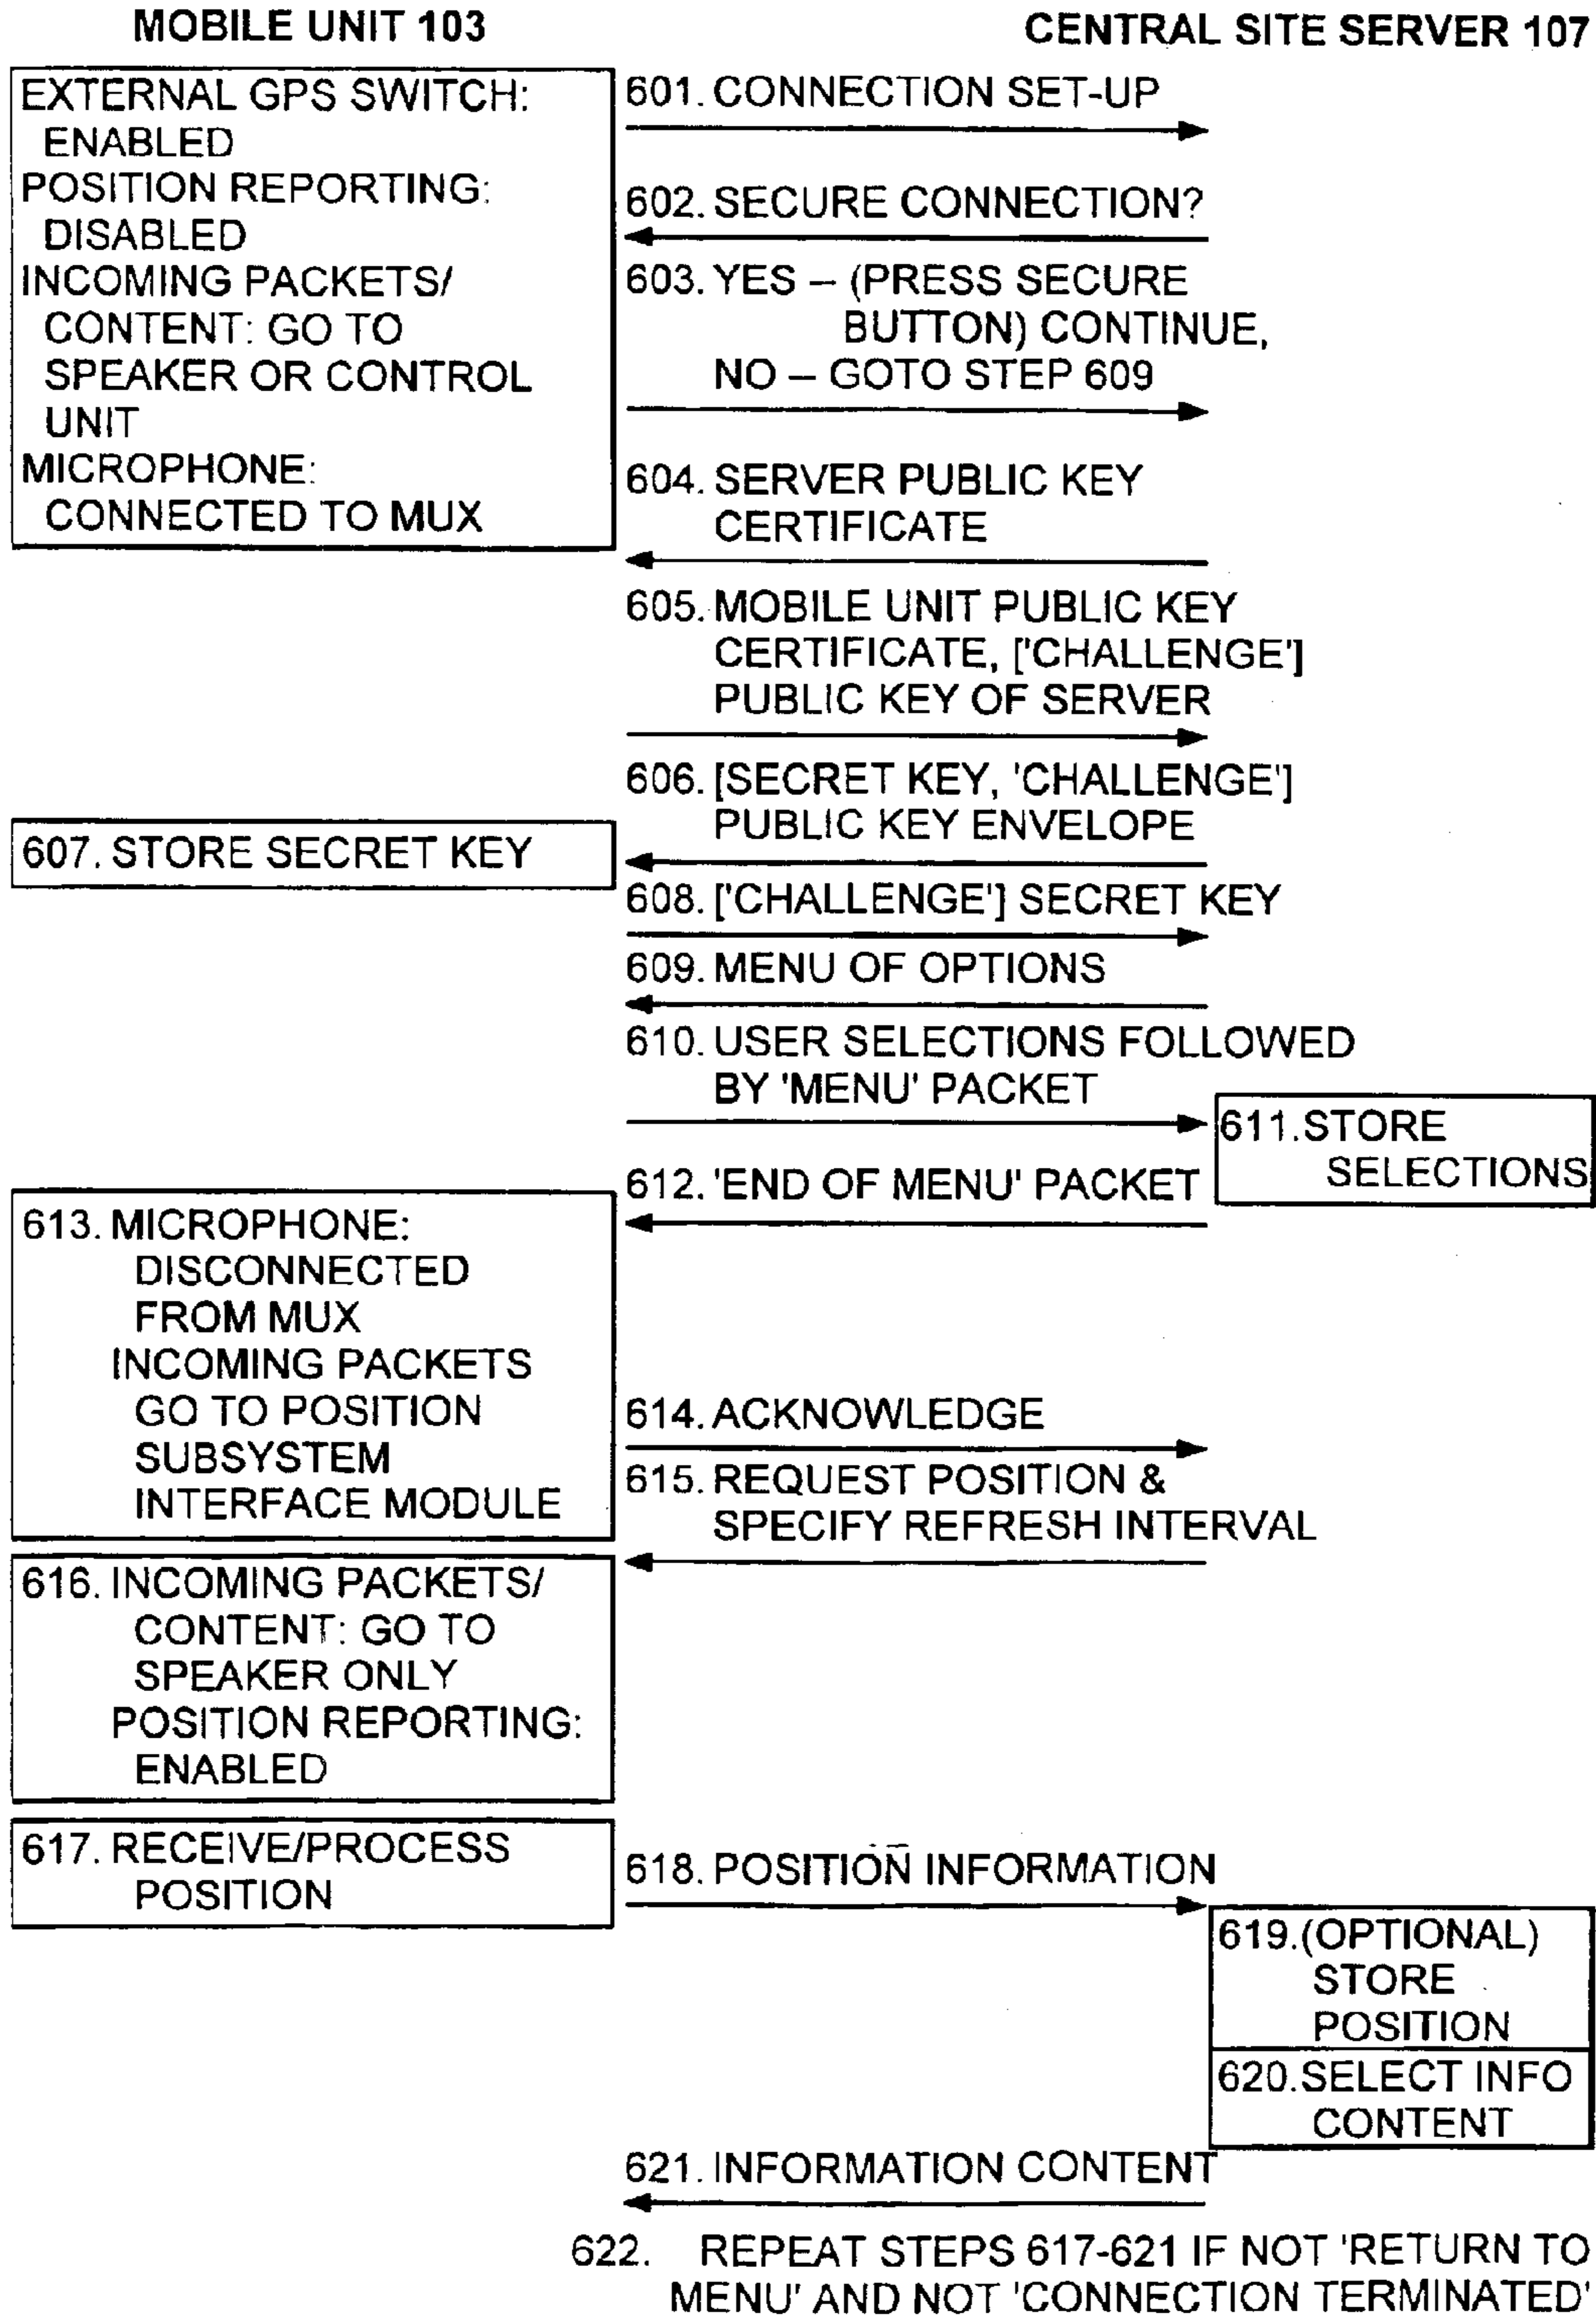 MOBILE UNIT 103
CENTRAL SITE SERVER 107
EXTERNAL GPS SWITCH:
ENABLED
POSITION REPORTING:
DISABLED
INCOMING PACKETS/
CONTENT: GO TO
SPEAKER OR CONTROL
UNIT
MICROPHONE:
CONNECTED TO MUX
601. CONNECTION SET-UP
602. SECURE CONNECTION?
603. YES – (PRESS SECURE
BUTTON) CONTINUE,
NO – GOTO STEP 609
604. SERVER PUBLIC KEY
CERTIFICATE
605. MOBILE UNIT PUBLIC KEY
CERTIFICATE, ['CHALLENGE']
PUBLIC KEY OF SERVER
606. [SECRET KEY, 'CHALLENGE']
PUBLIC KEY ENVELOPE
607. STORE SECRET KEY
608. ['CHALLENGE'] SECRET KEY
609. MENU OF OPTIONS
610. USER SELECTIONS FOLLOWED
BY 'MENU' PACKET
611. STORE
SELECTIONS
612. 'END OF MENU' PACKET
613. MICROPHONE:
DISCONNECTED
FROM MUX
INCOMING PACKETS
GO TO POSITION
SUBSYSTEM
INTERFACE MODULE
614. ACKNOWLEDGE
615. REQUEST POSITION &
SPECIFY REFRESH INTERVAL
616. INCOMING PACKETS/
CONTENT: GO TO
SPEAKER ONLY
POSITION REPORTING:
ENABLED
617. RECEIVE/PROCESS
POSITION
618. POSITION INFORMATION
619. (OPTIONAL)
STORE
POSITION
620. SELECT INFO
CONTENT
621. INFORMATION CONTENT
622. REPEAT STEPS 617-621 IF NOT 'RETURN TO
MENU' AND NOT 'CONNECTION TERMINATED'